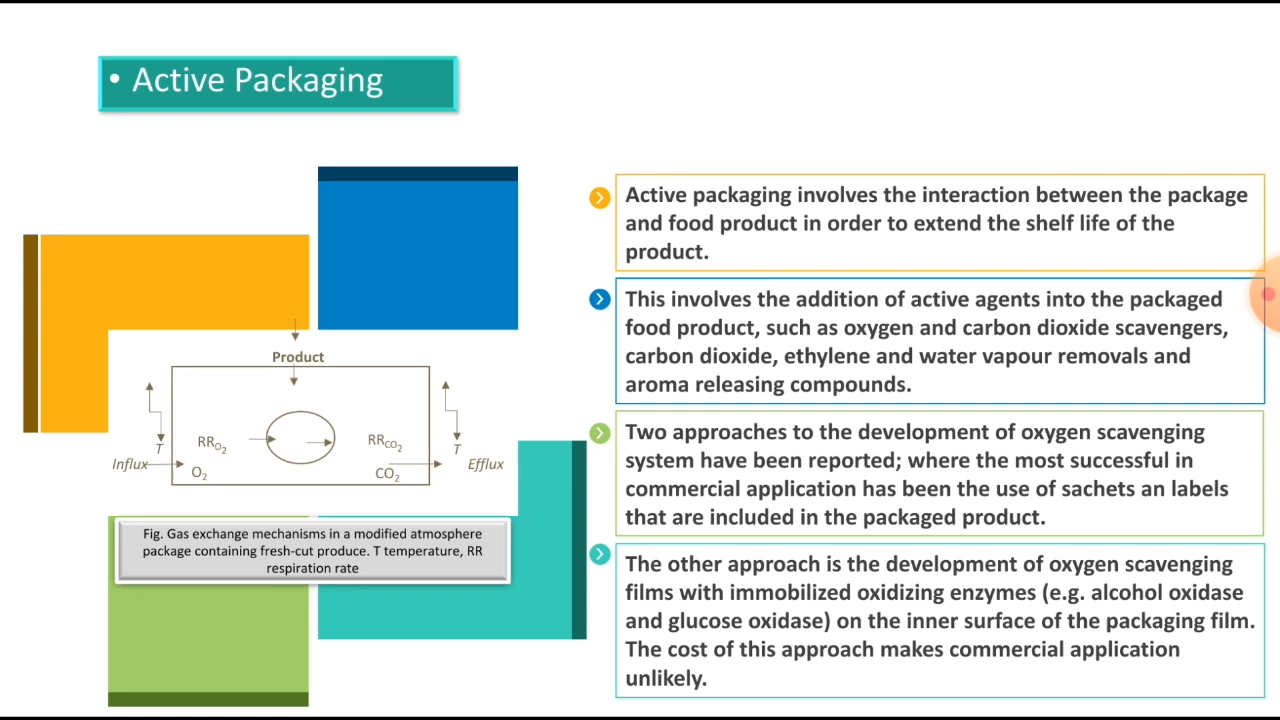 • Active Packaging
Active packaging involves the interaction between the package
and food product in order to extend the shelf life of the
product.
This involves the addition of active agents into the packaged
food product, such as oxygen and carbon dioxide scavengers,
carbon dioxide, ethylene and water vapour removals and
aroma releasing compounds.
Two approaches to the development of oxygen scavenging
system have been reported; where the most successful in
commercial application has been the use of sachets an labels
that are included in the packaged product.
The other approach is the development of oxygen scavenging
films with immobilized oxidizing enzymes (e.g. alcohol oxidase
and glucose oxidase) on the inner surface of the packaging film.
The cost of this approach makes commercial application
unlikely.
Product
T RR₀₂ RR_CO₂ T
Influx O₂ CO₂ Efflux
Fig. Gas exchange mechanisms in a modified atmosphere
package containing fresh-cut produce. T temperature, RR
respiration rate